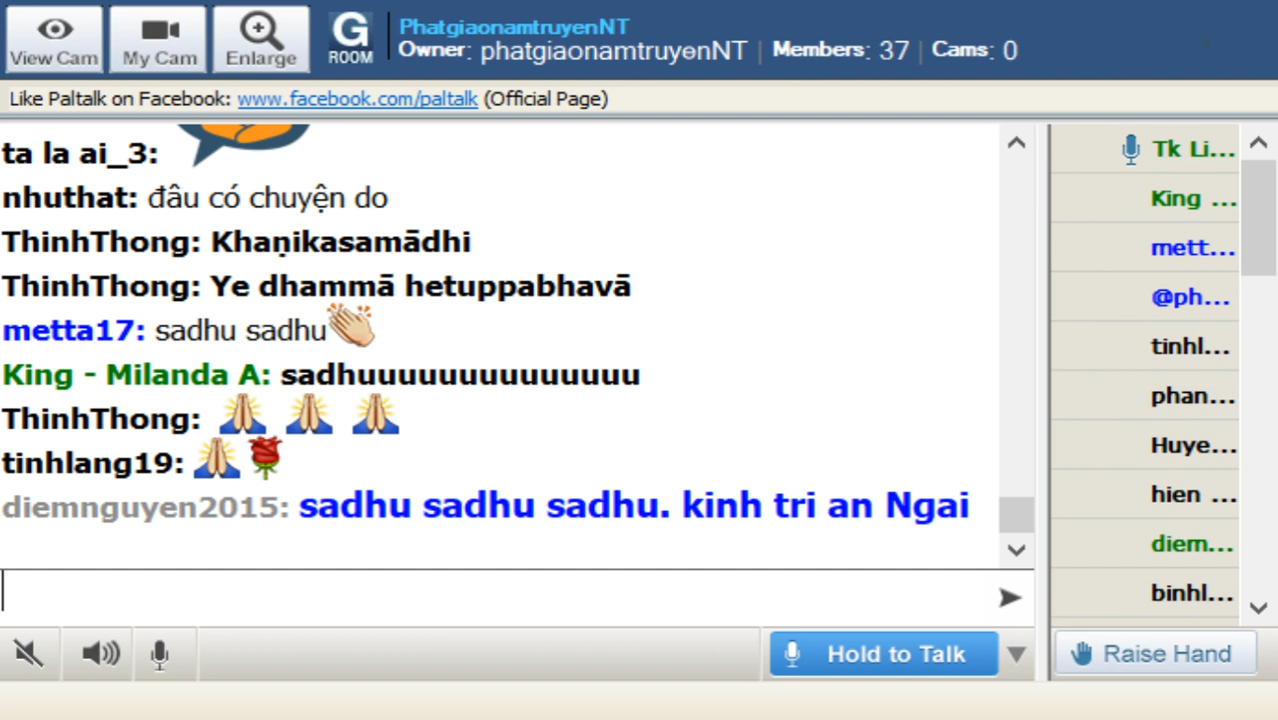 View Cam
My Cam
Enlarge
G
ROOM
PhatgiaonamtruyenNT
Owner: phatgiaonamtruyenNT | Members: 37 | Cams: 0
Like Paltalk on Facebook: www.facebook.com/paltalk (Official Page)
ta la ai_3:
nhuthat: đâu có chuyện do
ThinhThong: Khaṇikasamādhi
ThinhThong: Ye dhammā hetuppabhavā
metta17: sadhu sadhu
King - Milanda A: sadhuuuuuuuuuuuuuu
ThinhThong:
tinhlang19:
diemnguyen2015: sadhu sadhu sadhu. kinh tri an Ngai
Tk Li...
King ...
mett...
@ph...
tinhl...
phan...
Huye...
hien ...
diem...
binhl...
Hold to Talk
Raise Hand